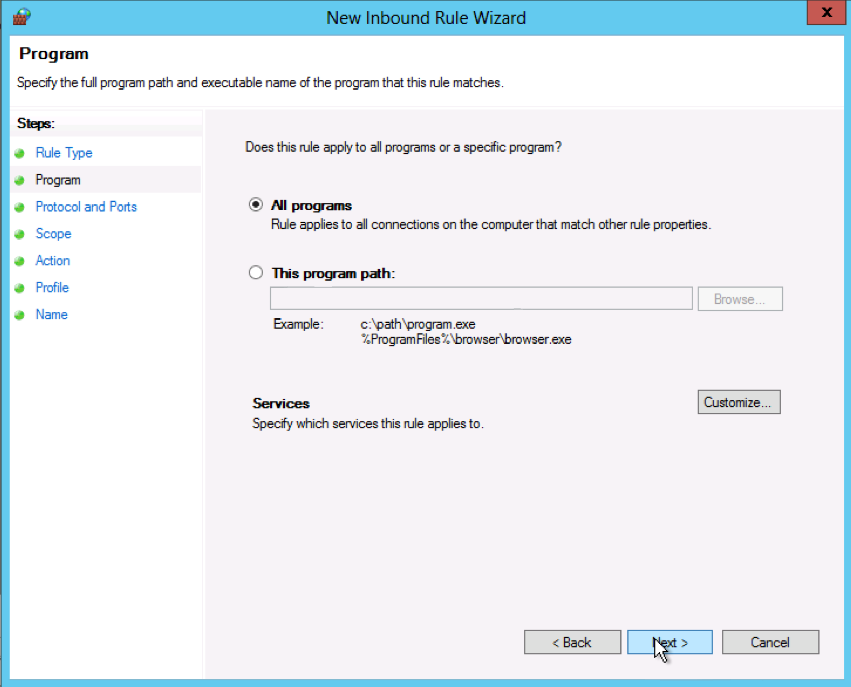 New Inbound Rule Wizard
x
Program
Specify the full program path and executable name of the program that this rule matches.
Steps:
Rule Type
Program
Protocol and Ports
Scope
Action
Profile
Name
Does this rule apply to all programs or a specific program?
All programs
Rule applies to all connections on the computer that match other rule properties.
This program path:
Browse...
Example: c:\path\program.exe
%ProgramFiles%\browser\browser.exe
Services
Customize...
Specify which services this rule applies to.
< Back Next > Cancel